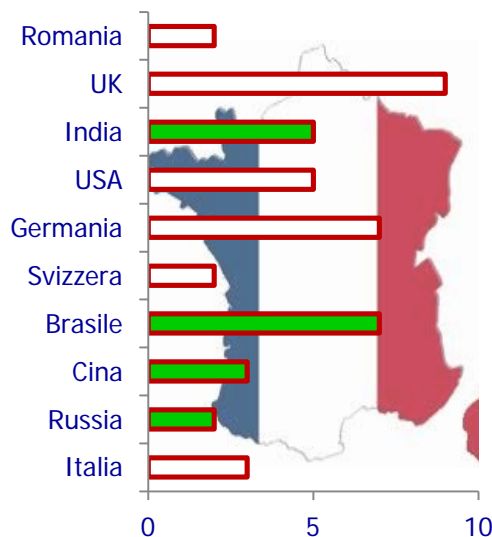 Romania
UK
India
USA
Germania
Svizzera
Brasile
Cina
Russia
Italia
0 5 10